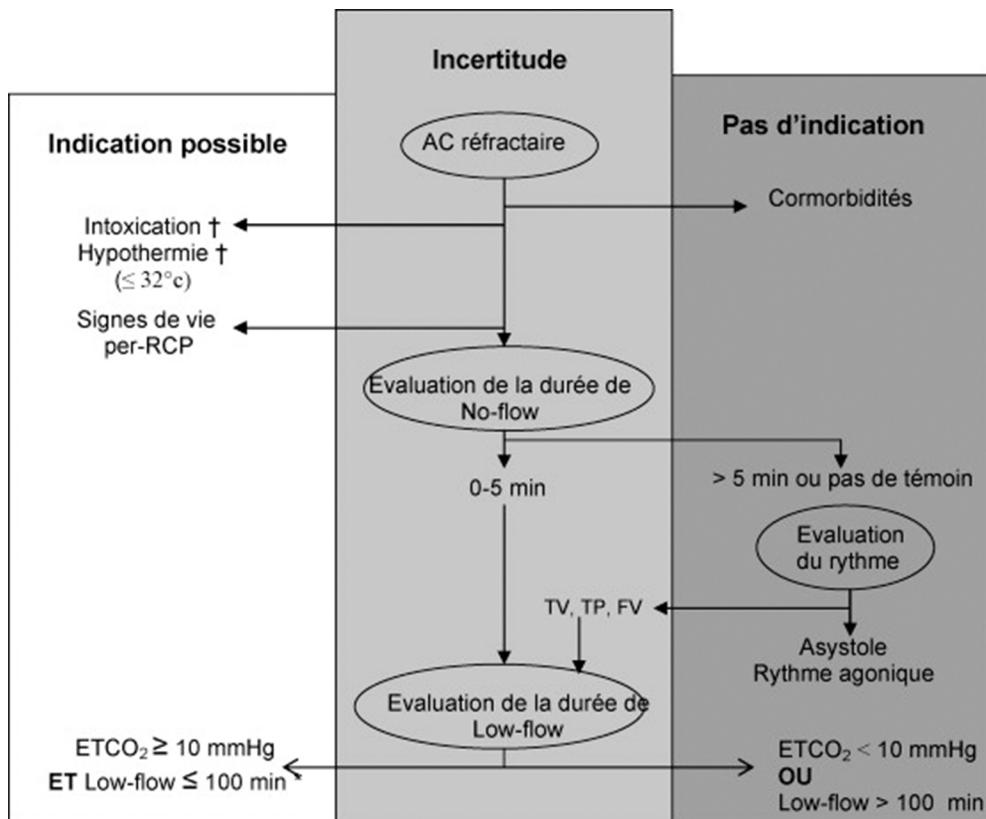 Incertitude
Indication possible
Pas d'indication
AC réfractaire
Cormorbidités
Intoxication †
Hypothermie †
(≤ 32°c)
Signes de vie
per-RCP
Evaluation de la durée de
No-flow
0-5 min
> 5 min ou pas de témoin
Evaluation
du rythme
TV, TP, FV
Asystole
Rythme agonique
Evaluation de la durée de
Low-flow
ETCO₂ ≥ 10 mmHg
ET Low-flow ≤ 100 min
ETCO₂ < 10 mmHg
OU
Low-flow > 100 min